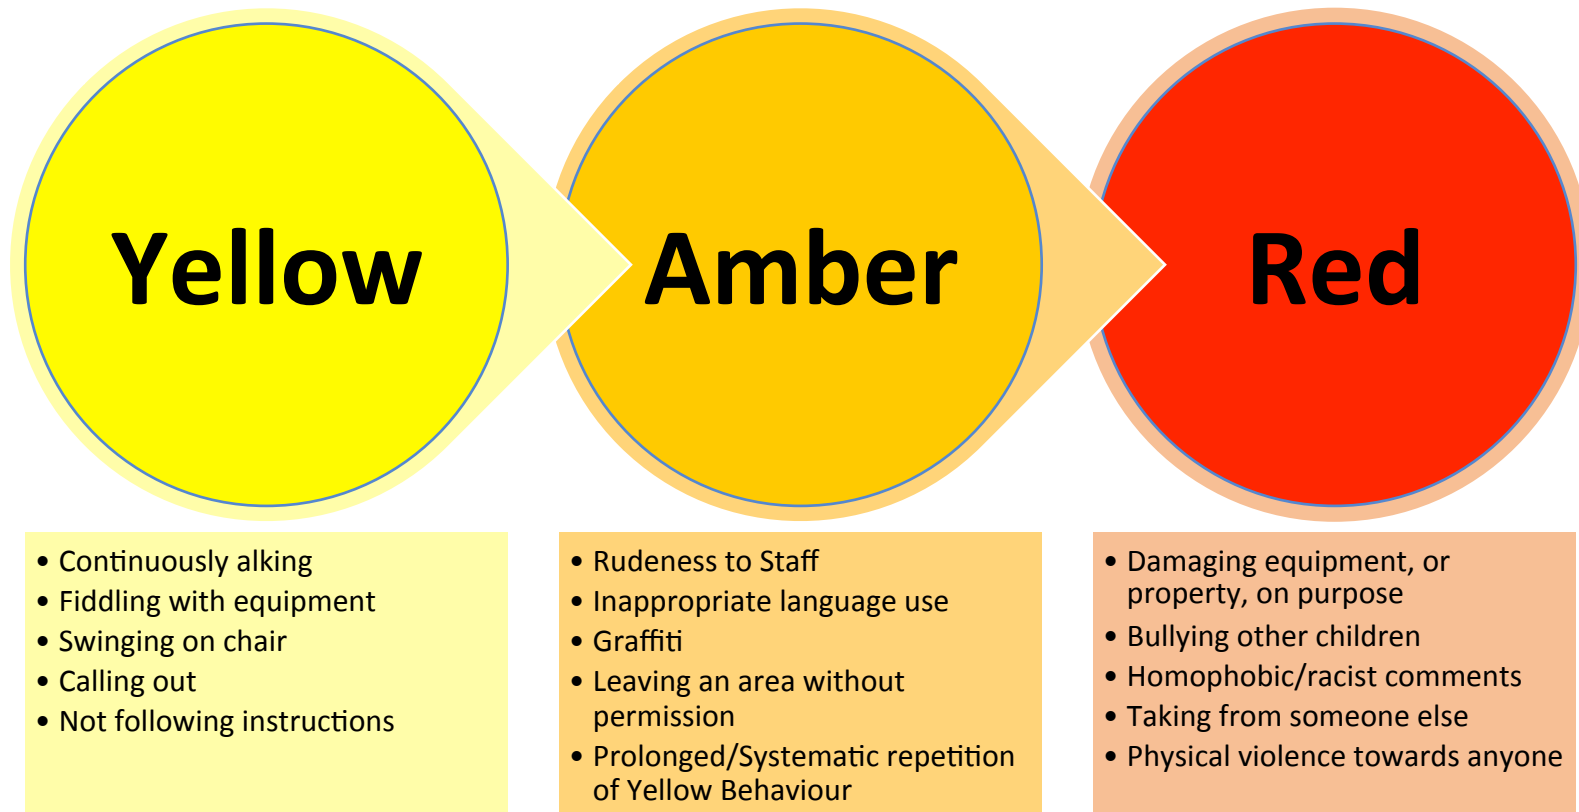 Yellow
Amber
Red
• Continuously alking
• Fiddling with equipment
• Swinging on chair
• Calling out
• Not following instructions
• Rudeness to Staff
• Inappropriate language use
• Graffiti
• Leaving an area without
permission
• Prolonged/Systematic repetition
of Yellow Behaviour
• Damaging equipment, or
property, on purpose
• Bullying other children
• Homophobic/racist comments
• Taking from someone else
• Physical violence towards anyone